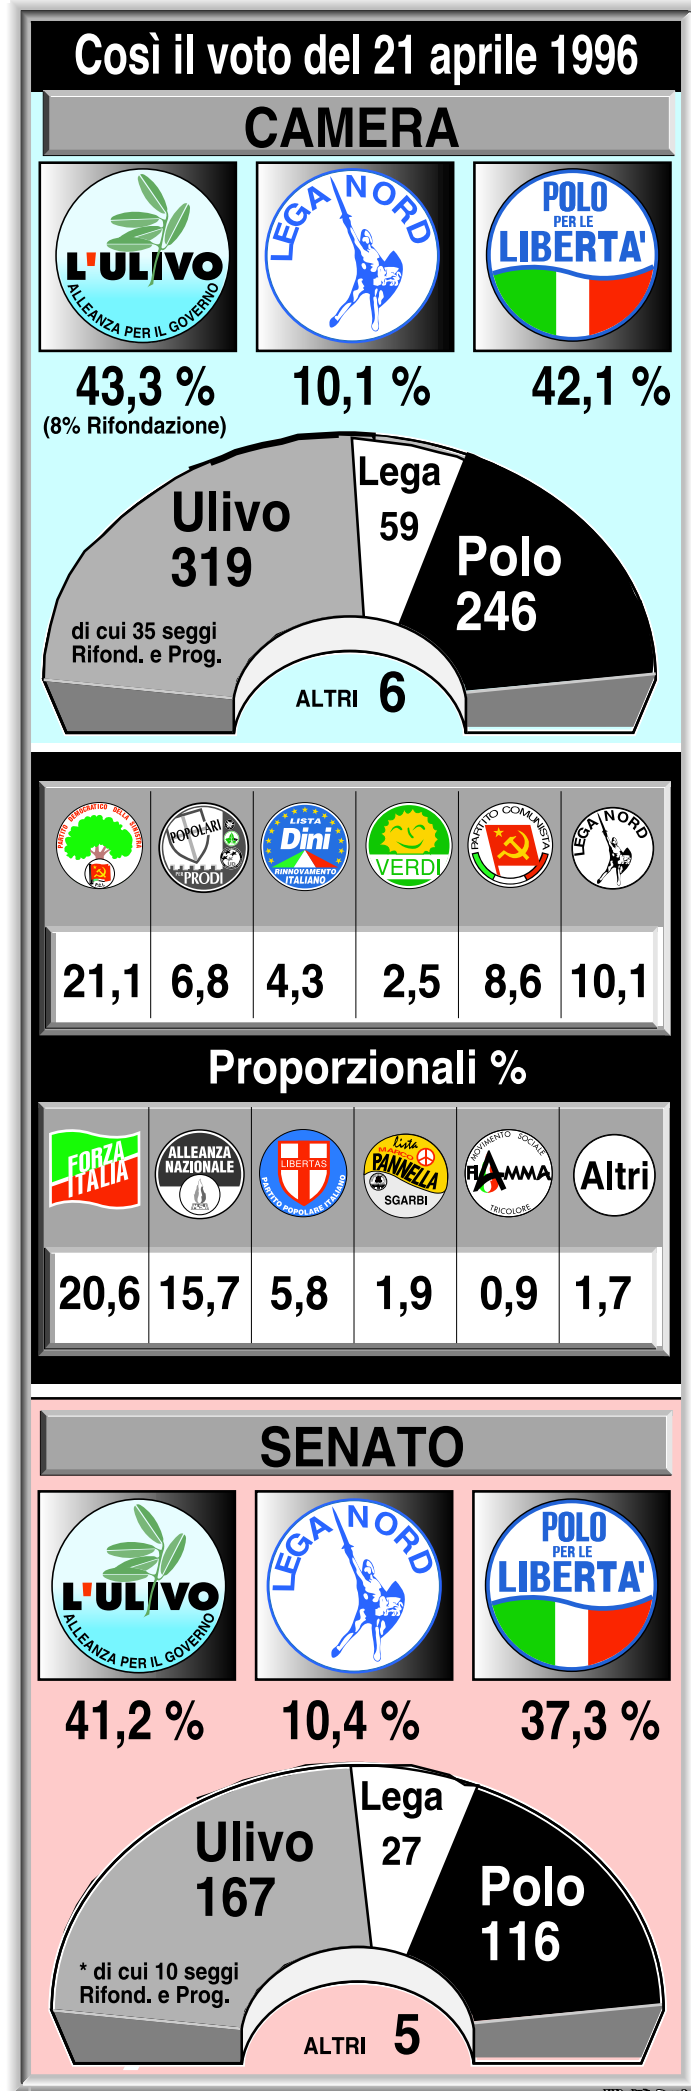 Così il voto del 21 aprile 1996
CAMERA
L'ULIVO
ALLEANZA PER IL GOVERNO
LEGA NORD
POLO
PER LE
LIBERTA'
43,3 %
10,1 %
42,1 %
(8% Rifondazione)
Ulivo
319
di cui 35 seggi
Rifond. e Prog.
Lega
59
Polo
246
ALTRI 6
PARTITO DEMOCRATICO DELLA SINISTRA
POPOLARI
PER
PRODI
LISTA
Dini
RINNOVAMENTO
ITALIANO
VERDI
PARTITO COMUNISTA
LEGA NORD
21,1
6,8
4,3
2,5
8,6
10,1
Proporzionali %
FORZA
ITALIA
ALLEANZA
NAZIONALE
LIBERTAS
PARTITO POPOLARE ITALIANO
lista
MARCO
PANNELLA
SGARBI
MOVIMENTO SOCIALE
FIAMMA
TRICOLORE
Altri
20,6
15,7
5,8
1,9
0,9
1,7
SENATO
L'ULIVO
ALLEANZA PER IL GOVERNO
LEGA NORD
POLO
PER LE
LIBERTA'
41,2 %
10,4 %
37,3 %
Ulivo
167
* di cui 10 seggi
Rifond. e Prog.
Lega
27
Polo
116
ALTRI 5